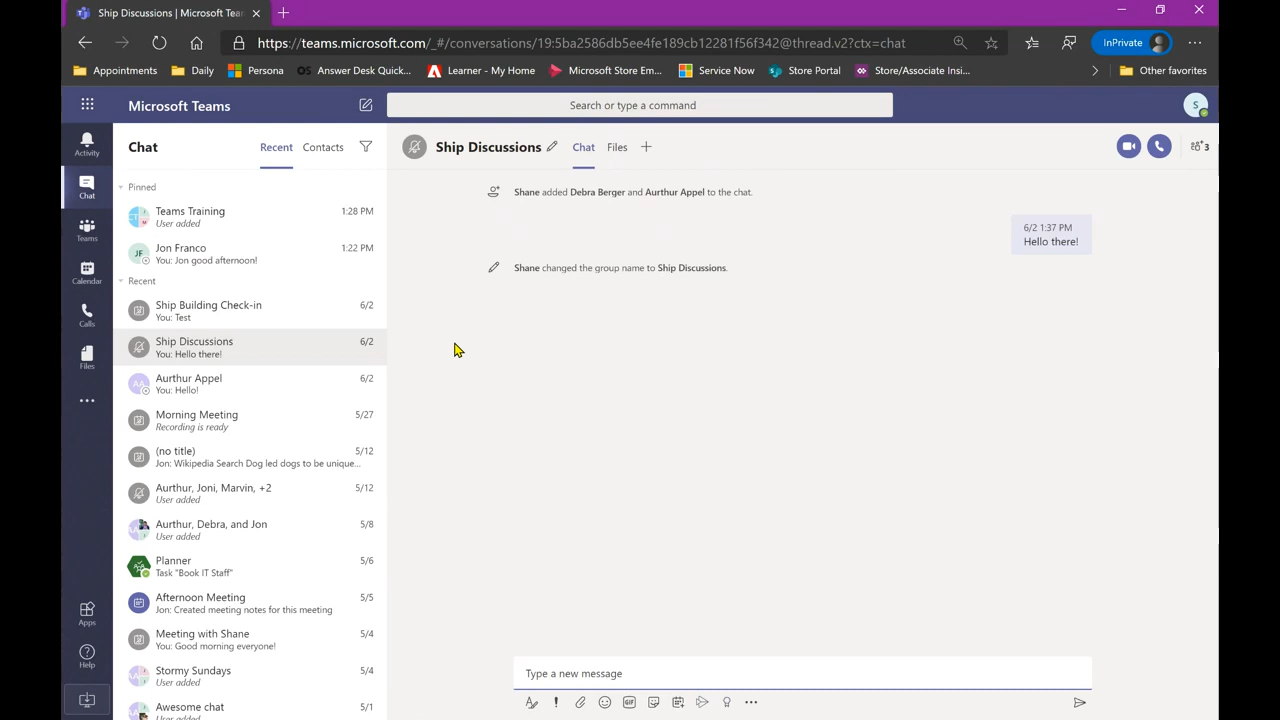 Ship Discussions | Microsoft Team
https://teams.microsoft.com/_#/conversations/19:5ba2586db5ee4fe189cb12281f56f342@thread.v2?ctx=chat
InPrivate
Appointments
Daily
Persona
Answer Desk Quick...
Learner - My Home
Microsoft Store Em...
Service Now
Store Portal
Store/Associate Insi...
Other favorites
Microsoft Teams
Search or type a command
S
Activity
Chat
Teams
Calendar
Calls
Files
Apps
Help
Chat
Recent
Contacts
Pinned
Teams Training 1:28 PM
User added
JF
Jon Franco 1:22 PM
You: Jon good afternoon!
Recent
Ship Building Check-in 6/2
You: Test
Ship Discussions 6/2
You: Hello there!
AA
Aurthur Appel 6/2
You: Hello!
Morning Meeting 5/27
Recording is ready
(no title) 5/12
Jon: Wikipedia Search Dog led dogs to be unique...
Aurthur, Joni, Marvin, +2 5/12
User added
Aurthur, Debra, and Jon 5/8
User added
Planner 5/6
Task "Book IT Staff"
Afternoon Meeting 5/5
Jon: Created meeting notes for this meeting
Meeting with Shane 5/4
You: Good morning everyone!
Stormy Sundays 5/4
User added
Awesome chat 5/1
User added
Ship Discussions
Chat
Files
3
Shane added Debra Berger and Aurthur Appel to the chat.
6/2 1:37 PM
Hello there!
Shane changed the group name to Ship Discussions.
Type a new message
GIF